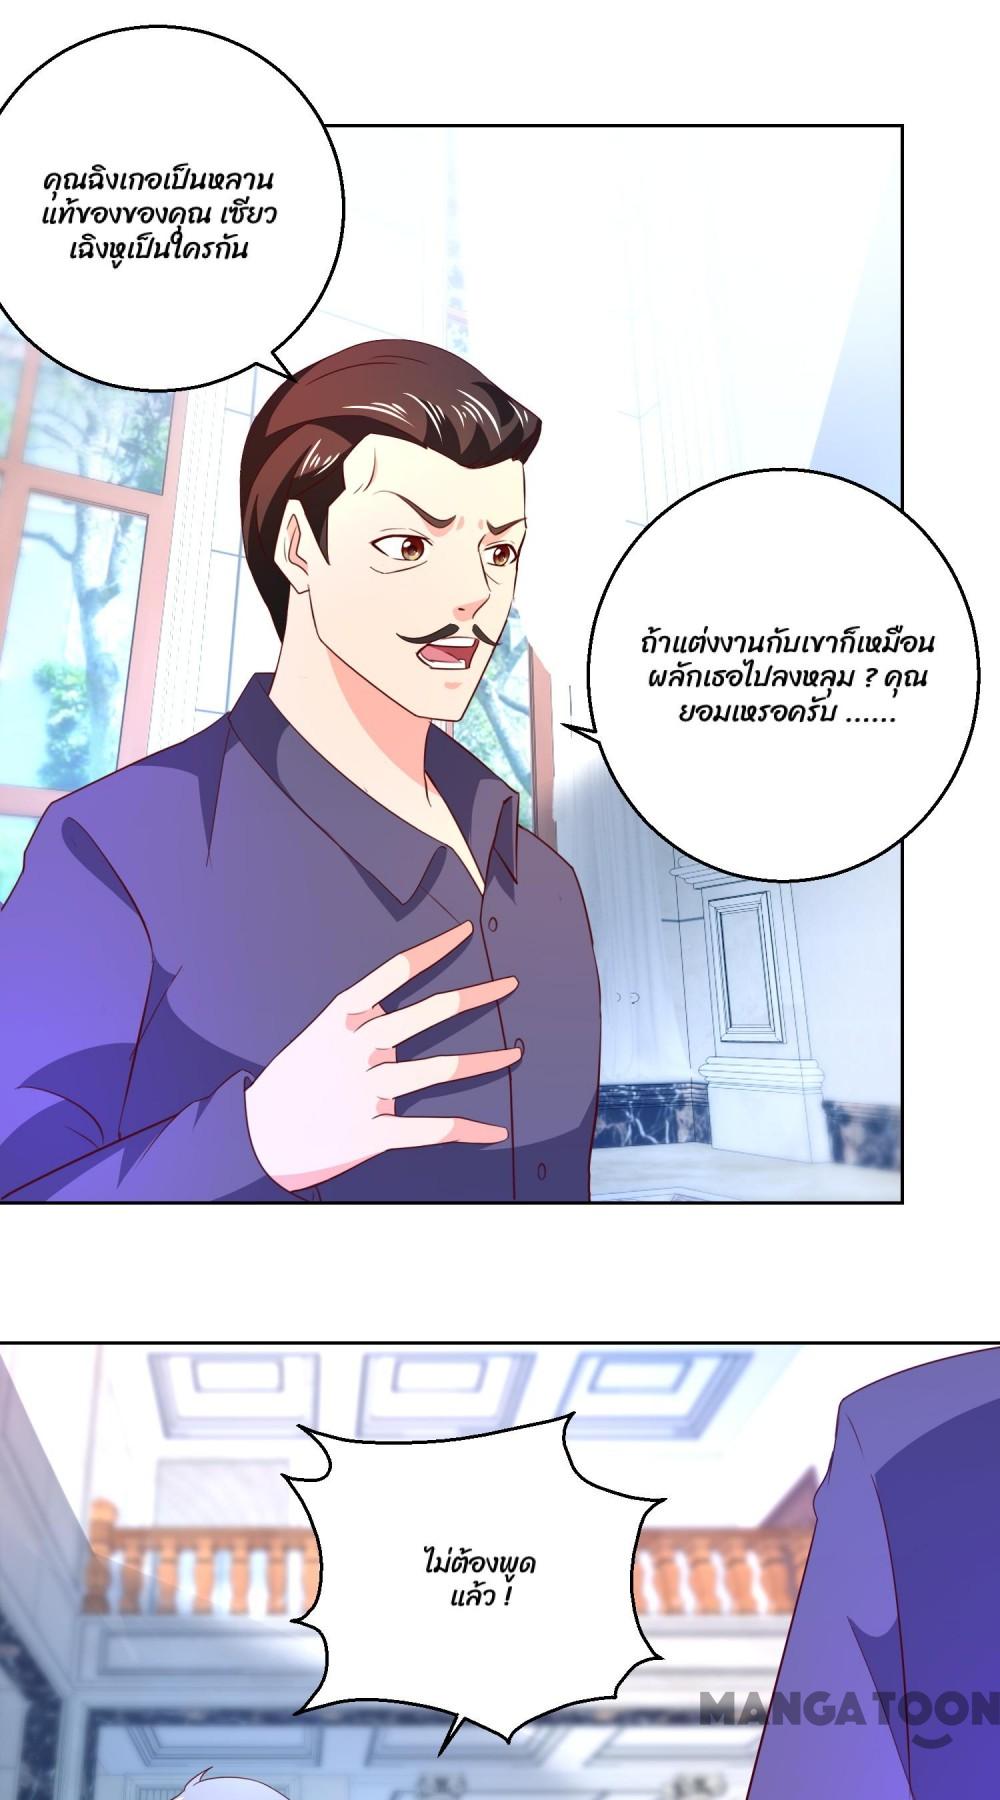 คุณฉิงเกอเป็นหลาน
แท้ของของคุณ เซียว
เฉิงหูเป็นใครกัน
ถ้าแต่งงานกับเขาก็เหมือน
ผลักเธอไปลงหลุม ? คุณ
ยอมเหรอครับ ......
ไม่ต้องพูด
แล้ว !
MANGATOON